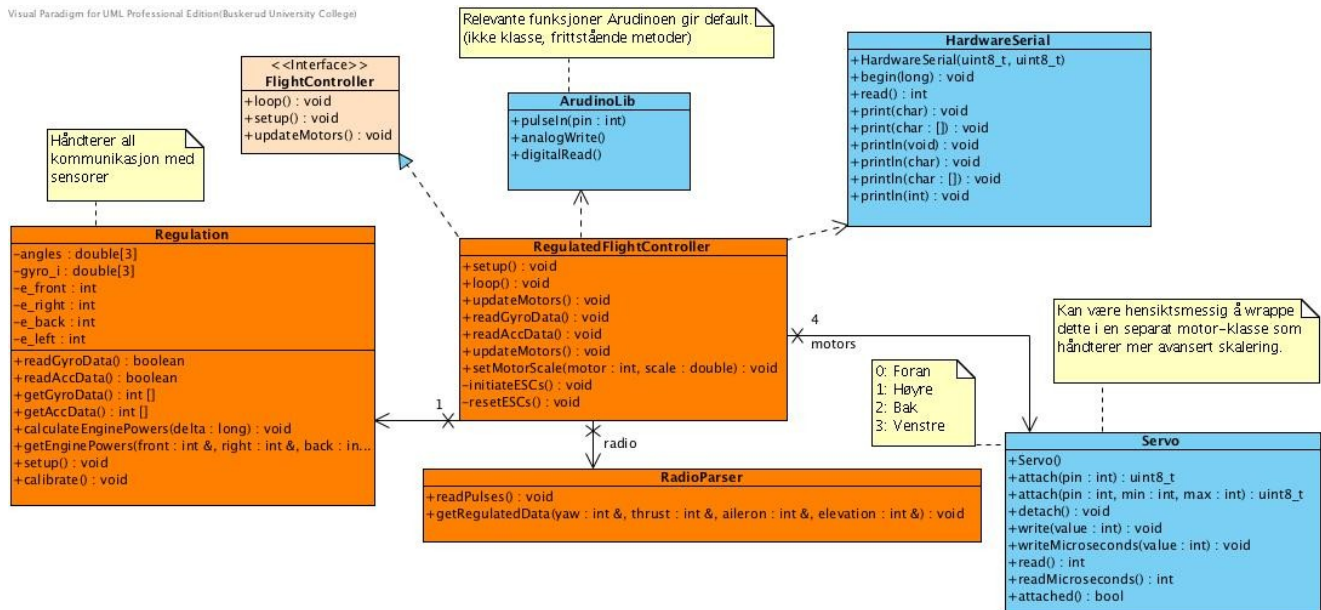 Visual Paradigm for UML Professional Edition(Buskerud University College)
Relevante funksjoner Arudinoen gir default.
(ikke klasse, frittstående metoder)
<<Interface>>
FlightController
+loop() : void
+setup() : void
+updateMotors() : void
ArudinoLib
+pulseIn(pin : int)
+analogWrite()
+digitalRead()
HardwareSerial
+HardwareSerial(uint8_t, uint8_t)
+begin(long) : void
+read() : int
+print(char) : void
+print(char : []) : void
+println(void) : void
+println(char) : void
+println(char : []) : void
+println(int) : void
Håndterer all
kommunikasjon med
sensorer
Regulation
-angles : double[3]
-gyro_i : double[3]
-e_front : int
-e_right : int
-e_back : int
-e_left : int
+readGyroData() : boolean
+readAccData() : boolean
+getGyroData() : int []
+getAccData() : int []
+calculateEnginePowers(delta : long) : void
+getEnginePowers(front : int &, right : int &, back : in...
+setup() : void
+calibrate() : void
RegulatedFlightController
+setup() : void
+loop() : void
+updateMotors() : void
+readGyroData() : void
+readAccData() : void
+updateMotors() : void
+setMotorScale(motor : int, scale : double) : void
-initiateESCs() : void
-resetESCs() : void
1
4
motors
radio
RadioParser
+readPulses() : void
+getRegulatedData(yaw : int &, thrust : int &, aileron : int &, elevation : int &) : void
0: Foran
1: Høyre
2: Bak
3: Venstre
Kan være hensiktsmessig å wrappe
dette i en separat motor-klasse som
håndterer mer avansert skalering.
Servo
+Servo()
+attach(pin : int) : uint8_t
+attach(pin : int, min : int, max : int) : uint8_t
+detach() : void
+write(value : int) : void
+writeMicroseconds(value : int) : void
+read() : int
+readMicroseconds() : int
+attached() : bool